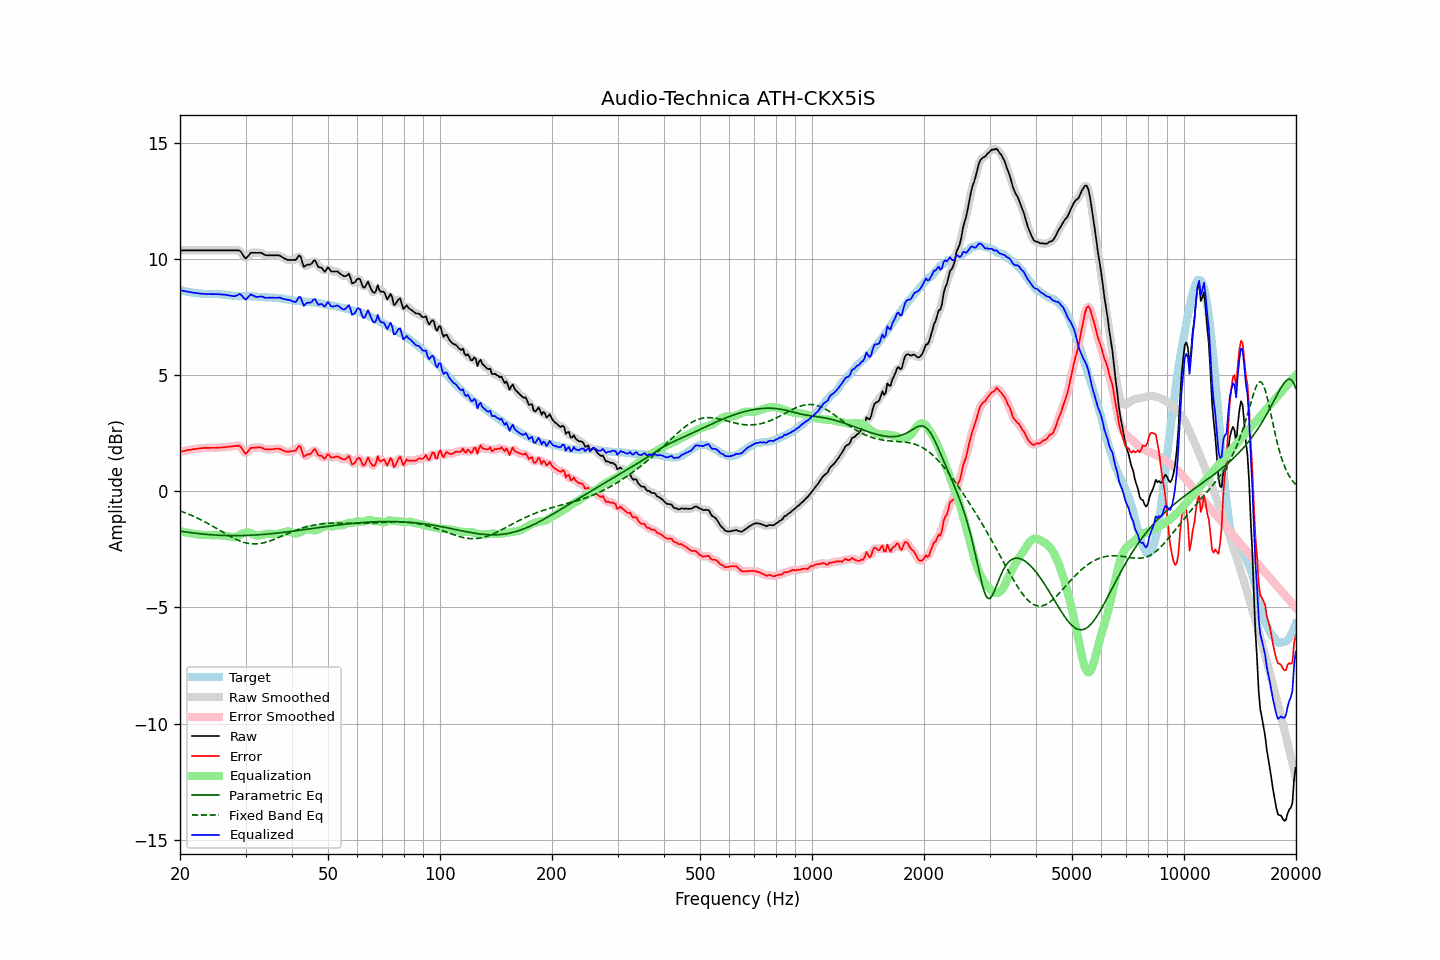 Audio-Technica ATH-CKX5iS
Amplitude (dBr)
15
10
5
0
−5
−10
−15
Target
Raw Smoothed
Error Smoothed
Raw
Error
Equalization
Parametric Eq
Fixed Band Eq
Equalized
20 50 100 200 500 1000 2000 5000 10000 20000
Frequency (Hz)